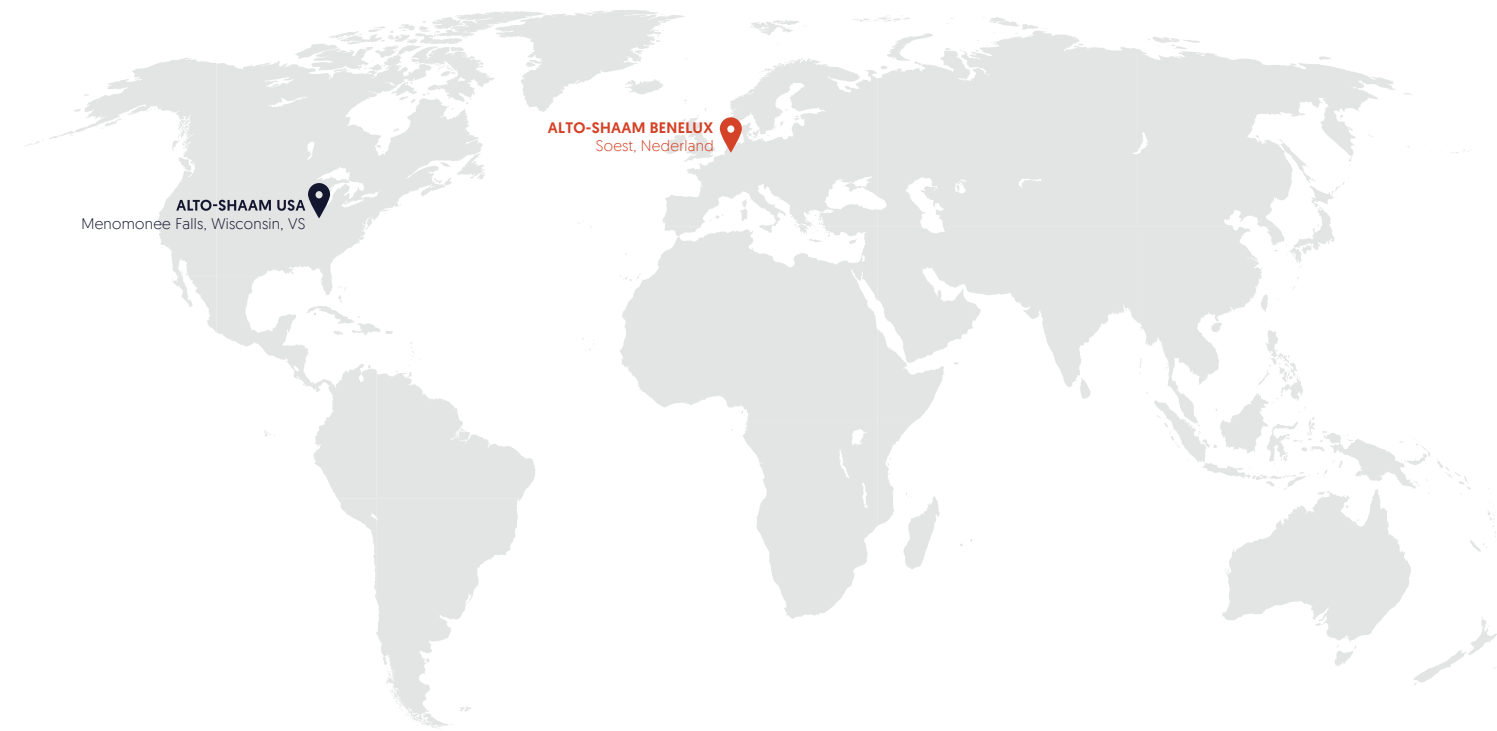 ALTO-SHAAM BENELUX
Soest, Nederland
ALTO-SHAAM USA
Menomonee Falls, Wisconsin, VS